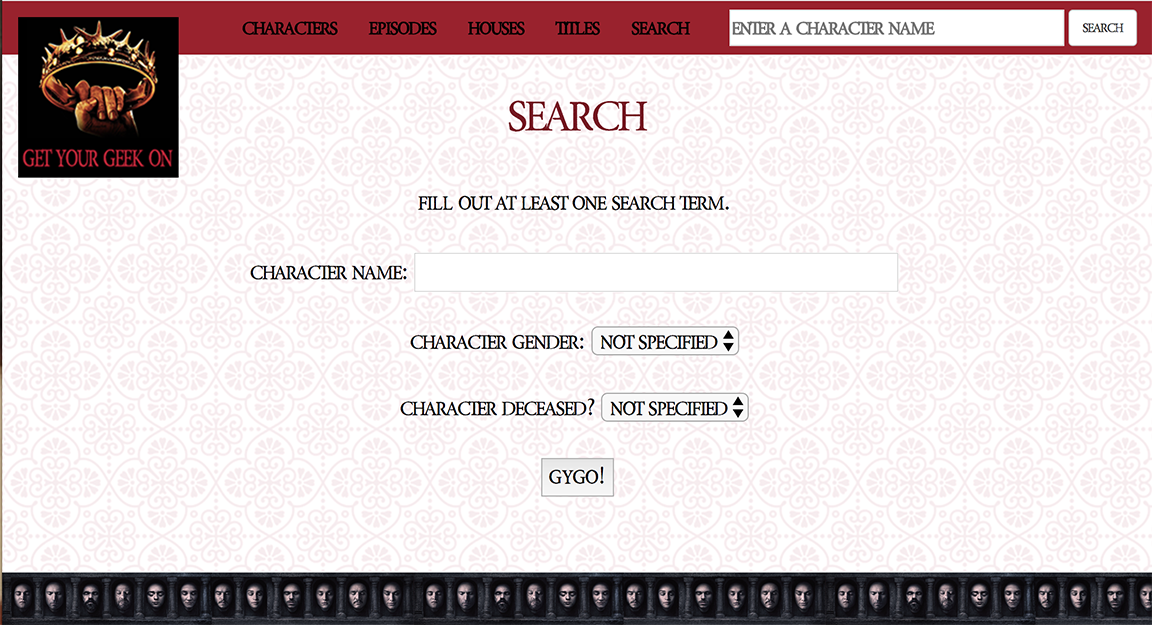 CHARACTERS EPISODES HOUSES TITLES SEARCH ENTER A CHARACTER NAME SEARCH
GET YOUR GEEK ON
SEARCH
FILL OUT AT LEAST ONE SEARCH TERM.
CHARACTER NAME:
CHARACTER GENDER: NOT SPECIFIED
CHARACTER DECEASED? NOT SPECIFIED
GYGO!